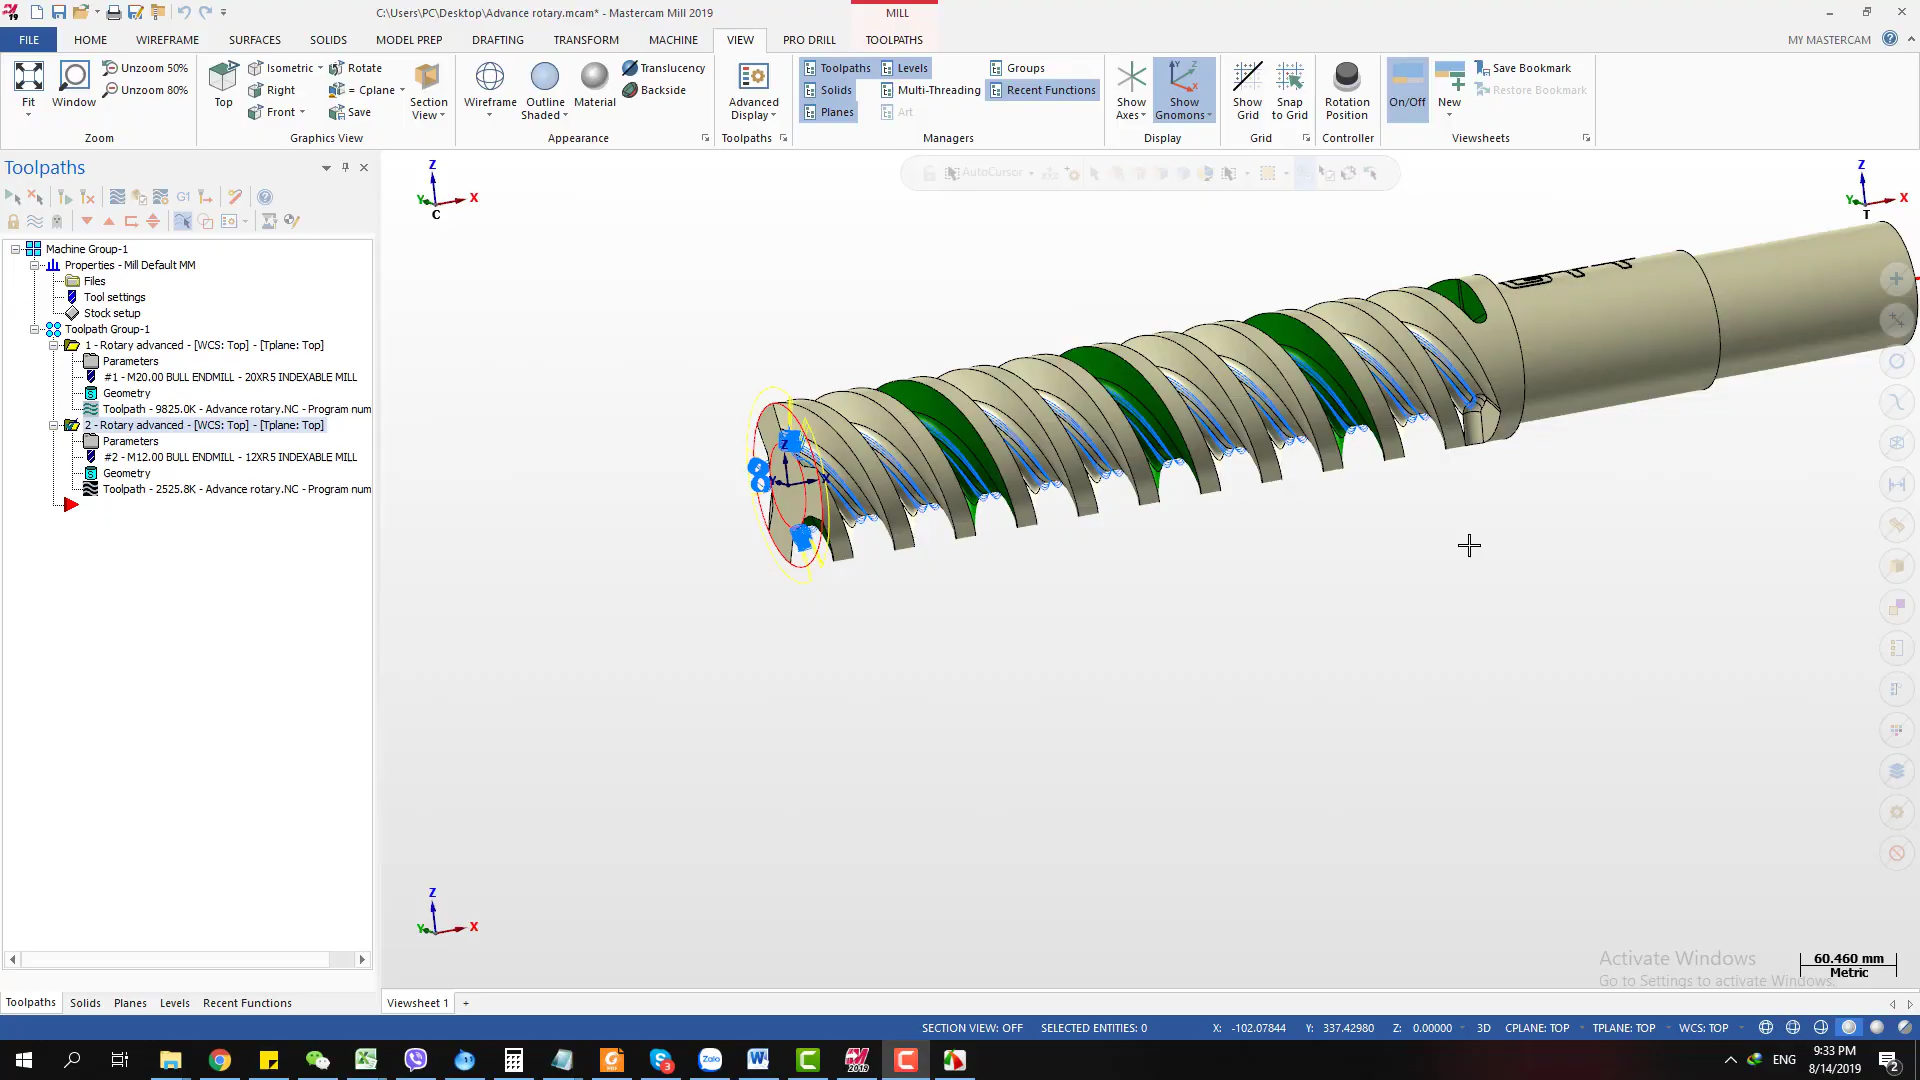 C:\Users\PC\Desktop\Advance rotary.mcam* - Mastercam Mill 2019
MILL
FILE
HOME
WIREFRAME
SURFACES
SOLIDS
MODEL PREP
DRAFTING
TRANSFORM
MACHINE
VIEW
PRO DRILL
TOOLPATHS
MY MASTERCAM
Fit
Window
Unzoom 50%
Unzoom 80%
Zoom
Top
Isometric
Right
Front
Rotate
= Cplane
Save
Section View
Graphics View
Wireframe
Outline Shaded
Material
Translucency
Backside
Appearance
Advanced Display
Toolpaths
Toolpaths
Solids
Planes
Levels
Multi-Threading
Art
Groups
Recent Functions
Managers
Show Axes
Show Gnomons
Display
Show Grid
Snap to Grid
Grid
Rotation Position
Controller
On/Off
New
Save Bookmark
Restore Bookmark
Viewsheets
Toolpaths
G1
AutoCursor
Machine Group-1
Properties - Mill Default MM
Files
Tool settings
Stock setup
Toolpath Group-1
1 - Rotary advanced - [WCS: Top] - [Tplane: Top]
Parameters
#1 - M20.00 BULL ENDMILL - 20XR5 INDEXABLE MILL
Geometry
Toolpath - 9825.0K - Advance rotary.NC - Program num
2 - Rotary advanced - [WCS: Top] - [Tplane: Top]
Parameters
#2 - M12.00 BULL ENDMILL - 12XR5 INDEXABLE MILL
Geometry
Toolpath - 2525.8K - Advance rotary.NC - Program num
Z
Y
X
C
Z
Y
X
T
Z
Y
X
Z
Y
X
Activate Windows
Go to Settings to activate Windows.
60.460 mm
Metric
Toolpaths
Solids
Planes
Levels
Recent Functions
Viewsheet 1
+
SECTION VIEW: OFF
SELECTED ENTITIES: 0
X: -102.07844
Y: 337.42980
Z: 0.00000
3D
CPLANE: TOP
TPLANE: TOP
WCS: TOP
ENG
9:33 PM
8/14/2019